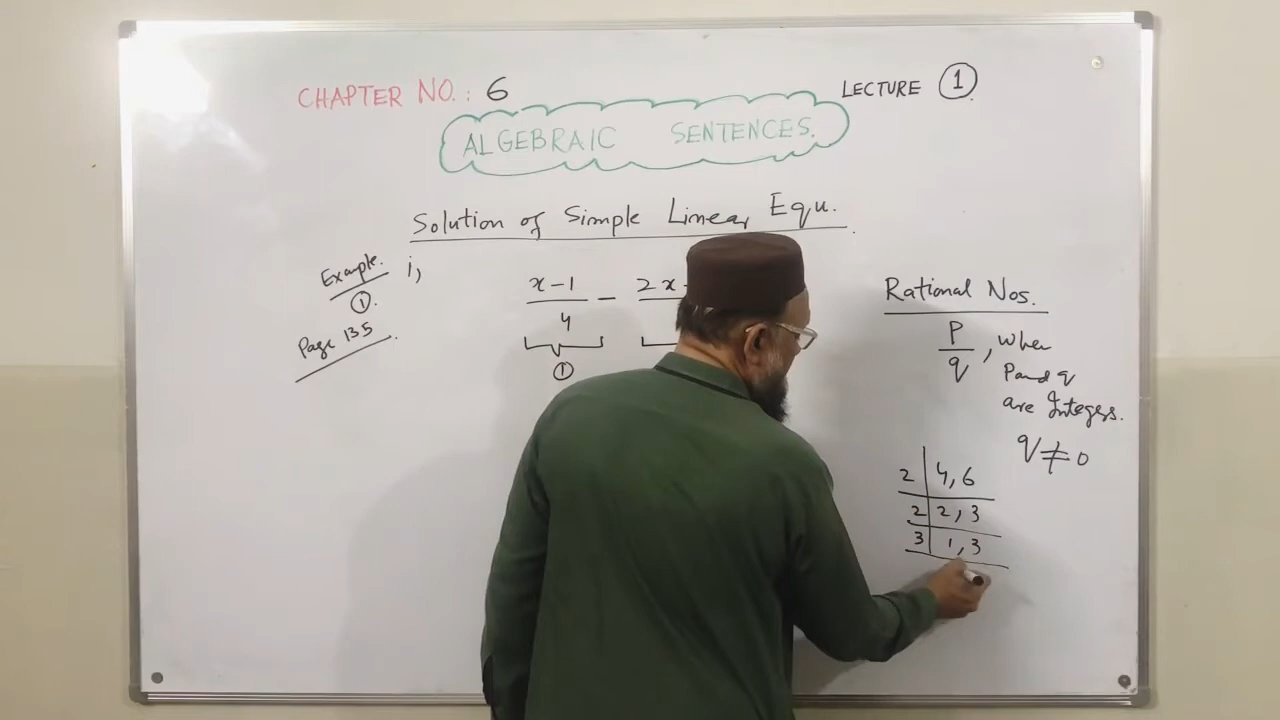 CHAPTER NO.: 6
LECTURE ①
ALGEBRAIC SENTENCES.
Solution of Simple Linear Equ.
Example. i,
①.
Page 135
x-1 2x
— –
4
①
Rational Nos.
P
q , when
P and q
are Integers.
q ≠ 0
2 | 4, 6
2 | 2, 3
3 | 1, 3